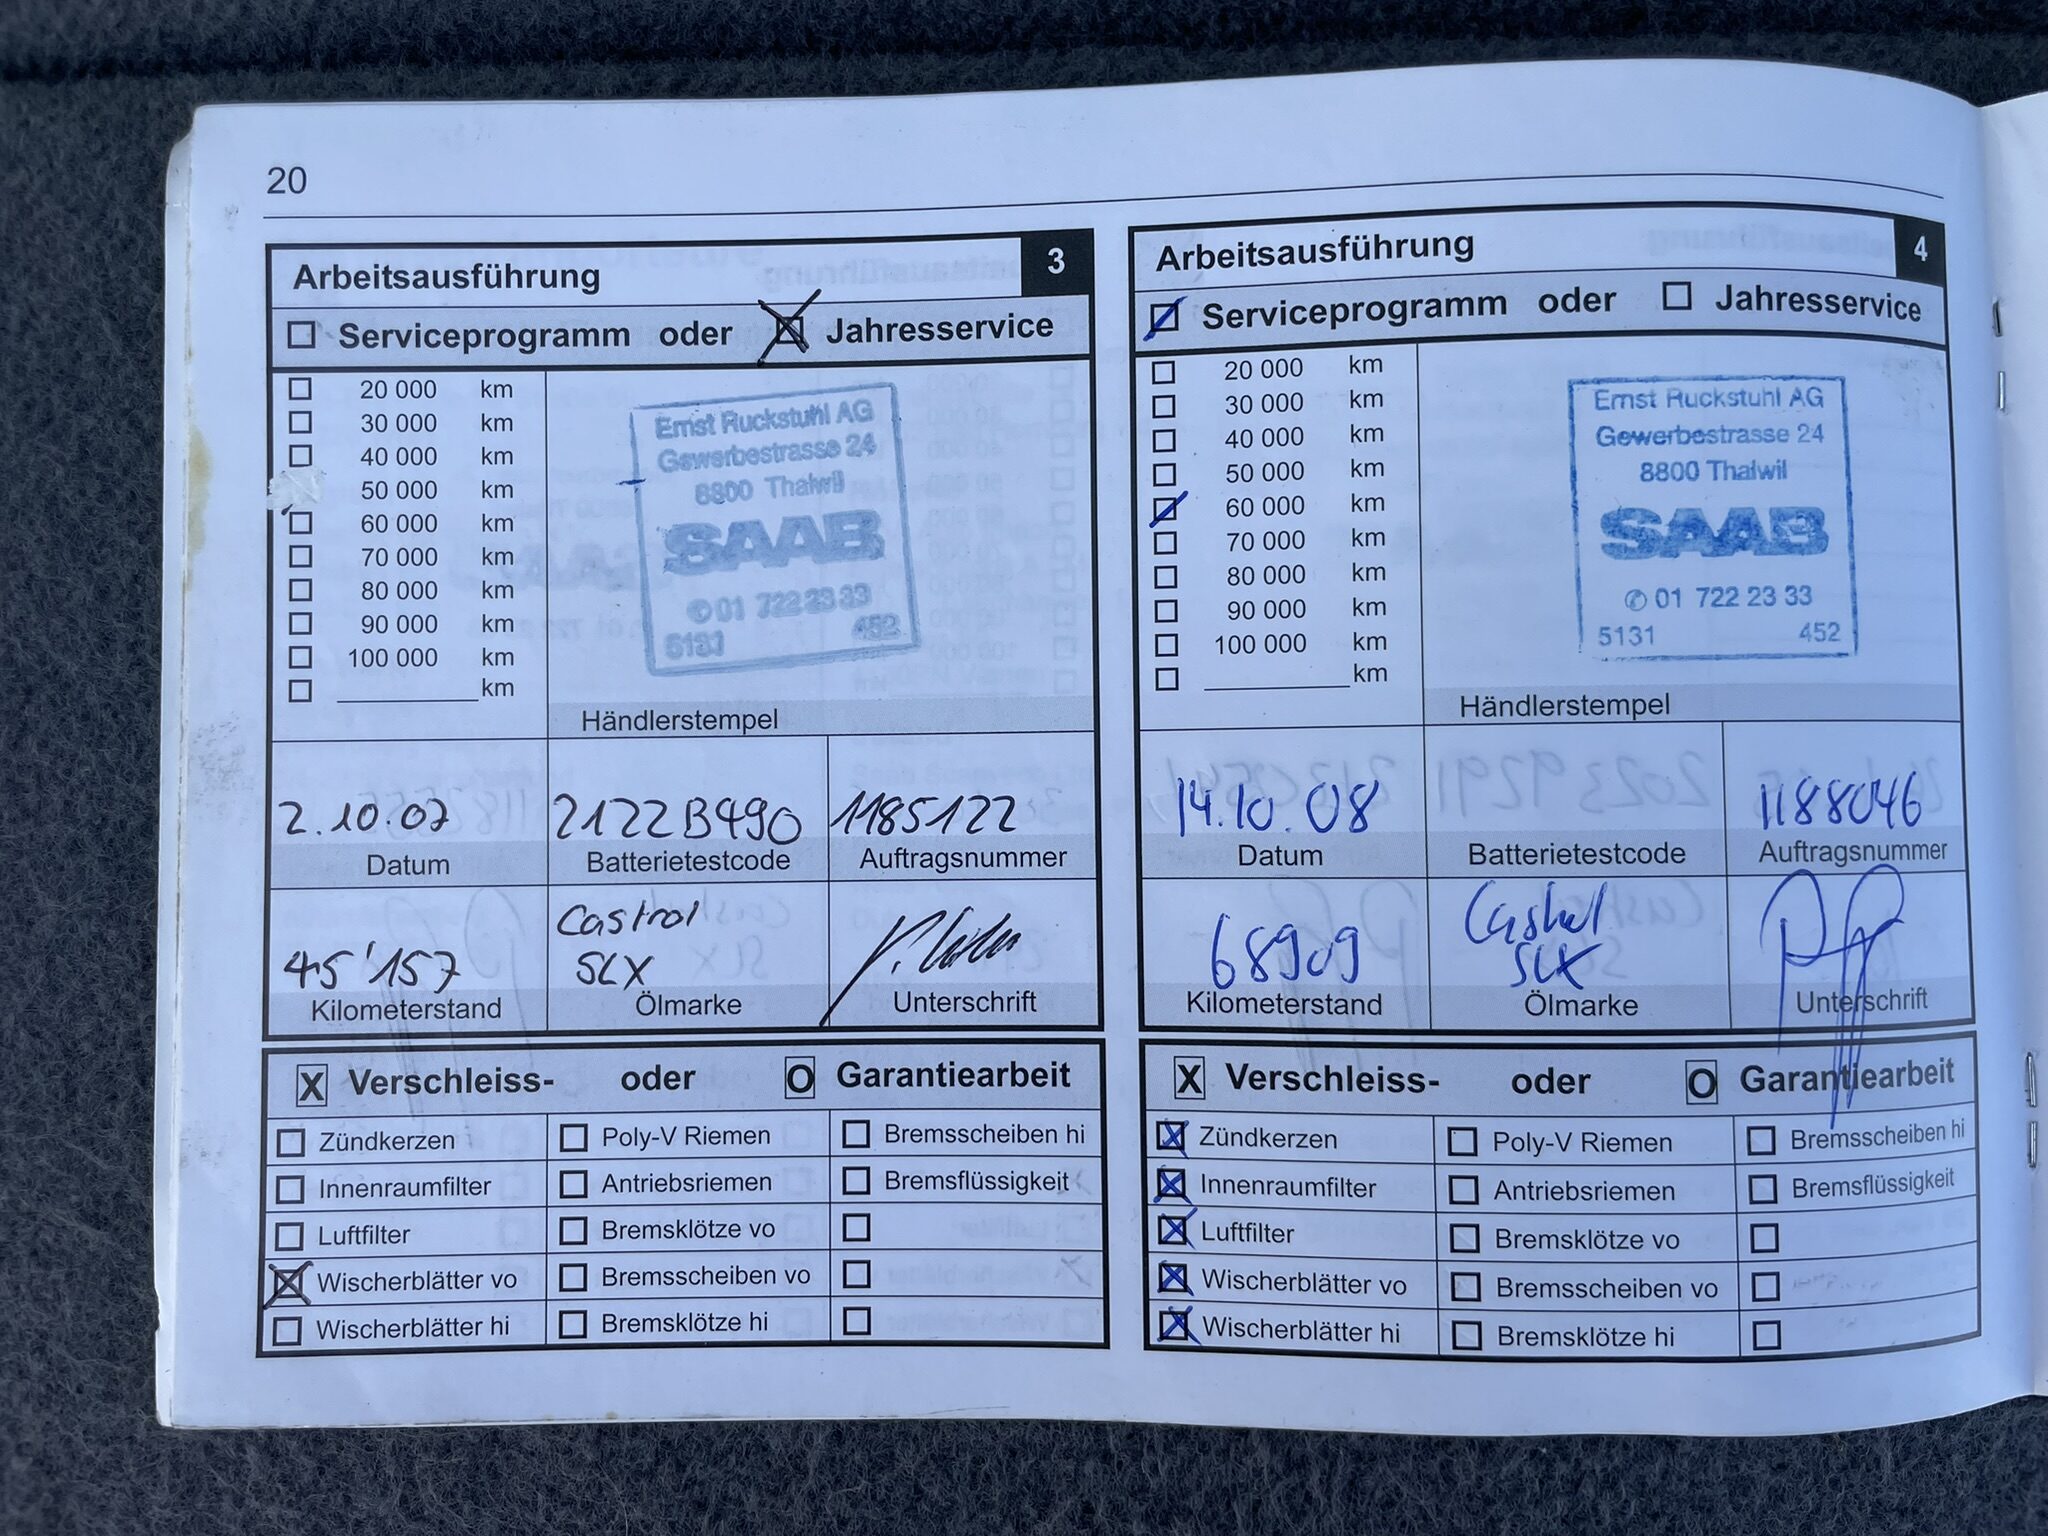 20
Arbeitsausführung 3
Serviceprogramm oder Jahresservice
20 000 km
30 000 km
40 000 km
50 000 km
60 000 km
70 000 km
80 000 km
90 000 km
100 000 km
km
Ernst Ruckstuhl AG
Gewerbestrasse 24
8800 Thalwil
SAAB
✆ 01 722 23 33
5131 452
Händlerstempel
2.10.07 2122B490 1185122
Datum Batterietestcode Auftragsnummer
Castrol
45'157 SLX
Kilometerstand Ölmarke Unterschrift
X Verschleiss- oder O Garantiearbeit
Zündkerzen Poly-V Riemen Bremsscheiben hi
Innenraumfilter Antriebsriemen Bremsflüssigkeit
Luftfilter Bremsklötze vo
Wischerblätter vo Bremsscheiben vo
Wischerblätter hi Bremsklötze hi
Arbeitsausführung 4
Serviceprogramm oder Jahresservice
20 000 km
30 000 km
40 000 km
50 000 km
60 000 km
70 000 km
80 000 km
90 000 km
100 000 km
km
Ernst Ruckstuhl AG
Gewerbestrasse 24
8800 Thalwil
SAAB
✆ 01 722 23 33
5131 452
Händlerstempel
14.10.08 1188046
Datum Batterietestcode Auftragsnummer
Castrol
68909 SLX
Kilometerstand Ölmarke Unterschrift
X Verschleiss- oder O Garantiearbeit
Zündkerzen Poly-V Riemen Bremsscheiben hi
Innenraumfilter Antriebsriemen Bremsflüssigkeit
Luftfilter Bremsklötze vo
Wischerblätter vo Bremsscheiben vo
Wischerblätter hi Bremsklötze hi